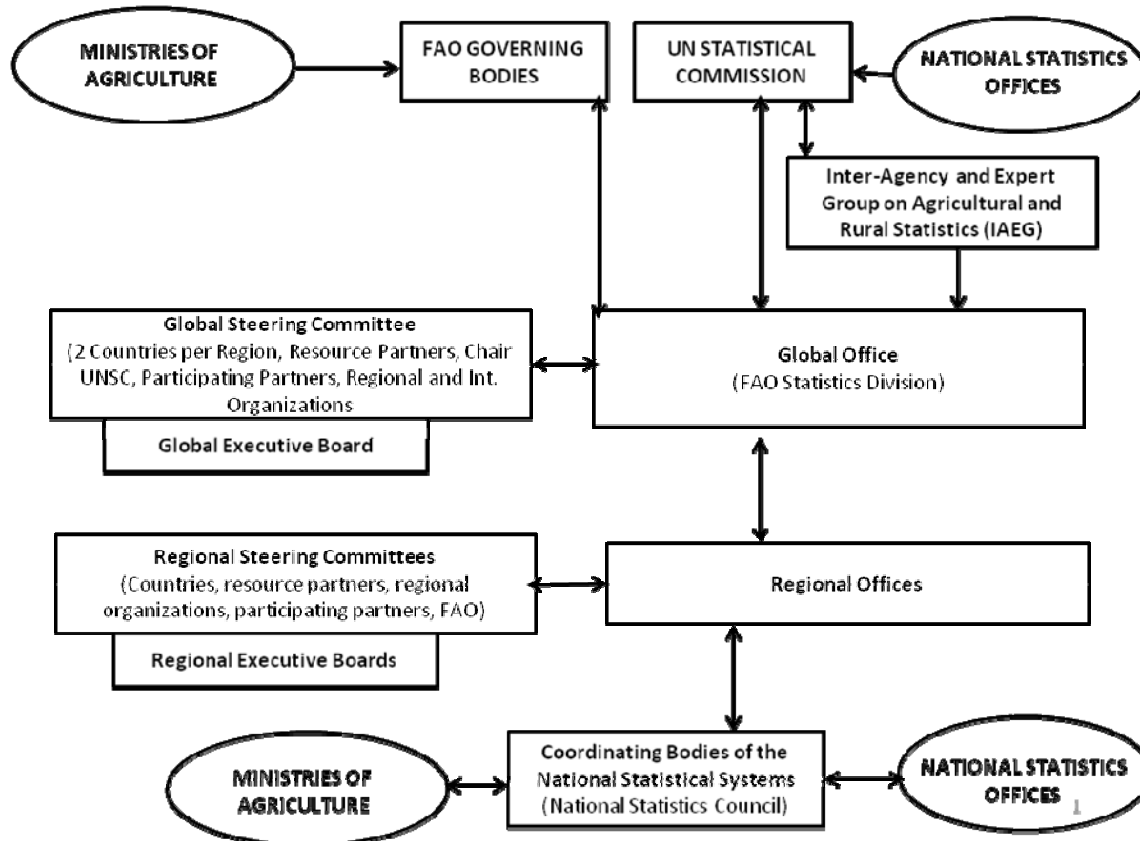 MINISTRIES OF
AGRICULTURE
FAO GOVERNING
BODIES
UN STATISTICAL
COMMISSION
NATIONAL STATISTICS
OFFICES
Inter-Agency and Expert
Group on Agricultural and
Rural Statistics (IAEG)
Global Steering Committee
(2 Countries per Region, Resource Partners, Chair
UNSC, Participating Partners, Regional and Int.
Organizations
Global Executive Board
Global Office
(FAO Statistics Division)
Regional Steering Committees
(Countries, resource partners, regional
organizations, participating partners, FAO)
Regional Executive Boards
Regional Offices
MINISTRIES OF
AGRICULTURE
Coordinating Bodies of the
National Statistical Systems
(National Statistics Council)
NATIONAL STATISTICS
OFFICES
1